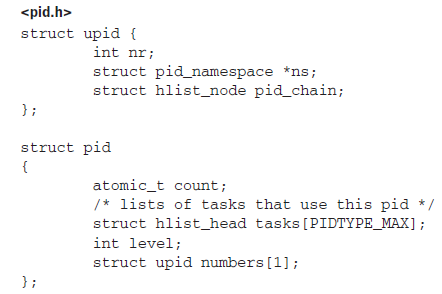 <pid.h>
struct upid {
int nr;
struct pid_namespace *ns;
struct hlist_node pid_chain;
};
struct pid
{
atomic_t count;
/* lists of tasks that use this pid */
struct hlist_head tasks[PIDTYPE_MAX];
int level;
struct upid numbers[1];
};